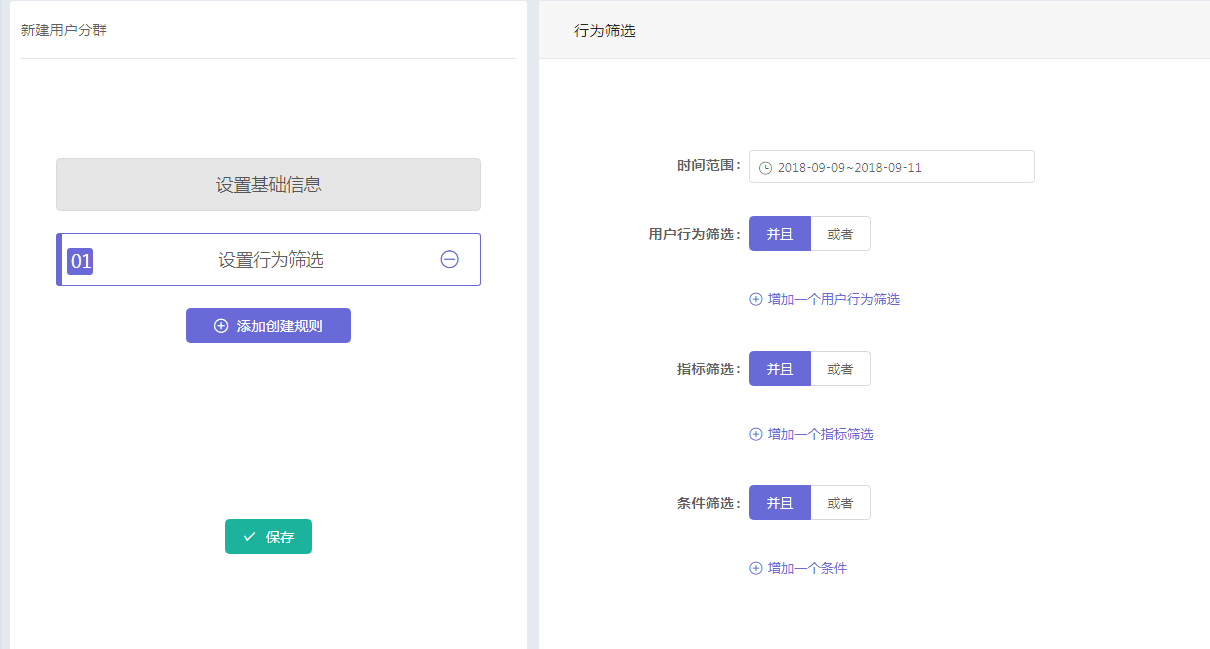 新建用户分群
设置基础信息
01 设置行为筛选
添加创建规则
保存
行为筛选
时间范围： 2018-09-09~2018-09-11
用户行为筛选： 并且 或者
增加一个用户行为筛选
指标筛选： 并且 或者
增加一个指标筛选
条件筛选： 并且 或者
增加一个条件